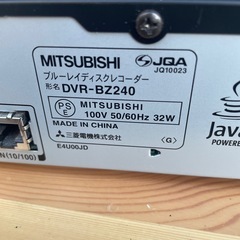 MITSUBISHI
JQA
JQ10023
ブルーレイディスクレコーダー
形名 DVR-BZ240
PS
E
MITSUBISHI
100V 50/60Hz 32W
MADE IN CHINA
三菱電機株式会社 <G>
E4U00JD
N(10/100)
Java
POWERE